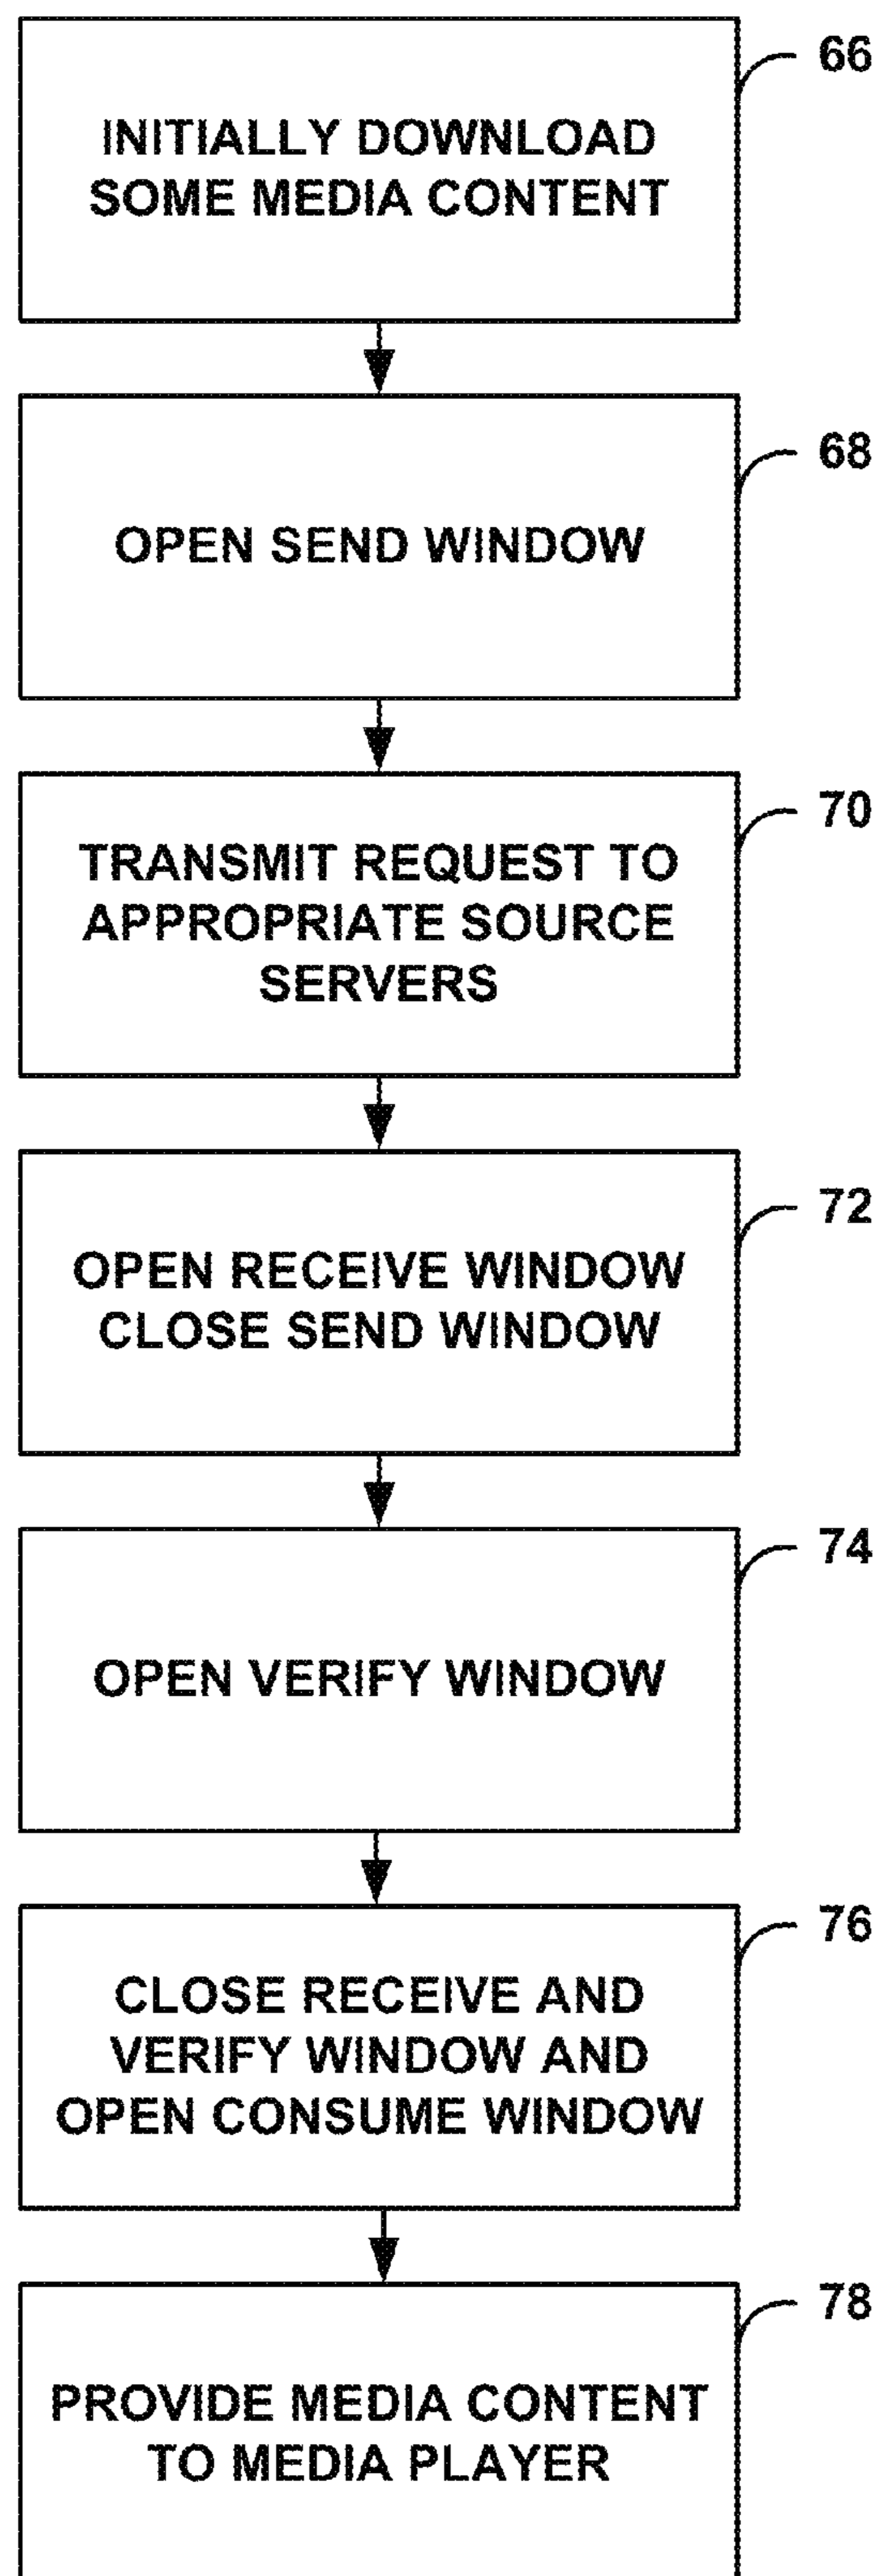 66
INITIALLY DOWNLOAD
SOME MEDIA CONTENT
68
OPEN SEND WINDOW
70
TRANSMIT REQUEST TO
APPROPRIATE SOURCE
SERVERS
72
OPEN RECEIVE WINDOW
CLOSE SEND WINDOW
74
OPEN VERIFY WINDOW
76
CLOSE RECEIVE AND
VERIFY WINDOW AND
OPEN CONSUME WINDOW
78
PROVIDE MEDIA CONTENT
TO MEDIA PLAYER